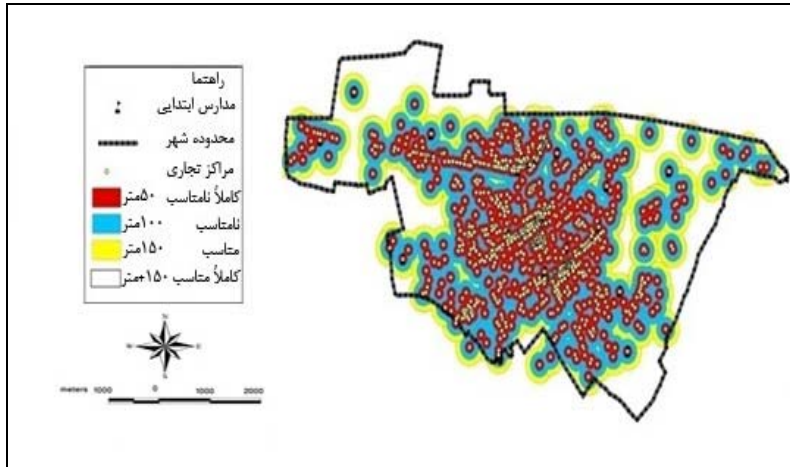 راهنما
مدارس ابتدایی
محدوده شهر
مراکز تجاری
کاملاً نامتاسب ۵۰متر
نامتاسب ۱۰۰متر
متاسب ۱۵۰متر
کاملاً متاسب ۱۵۰+متر
N
S
meters 1000 0 1000 2000